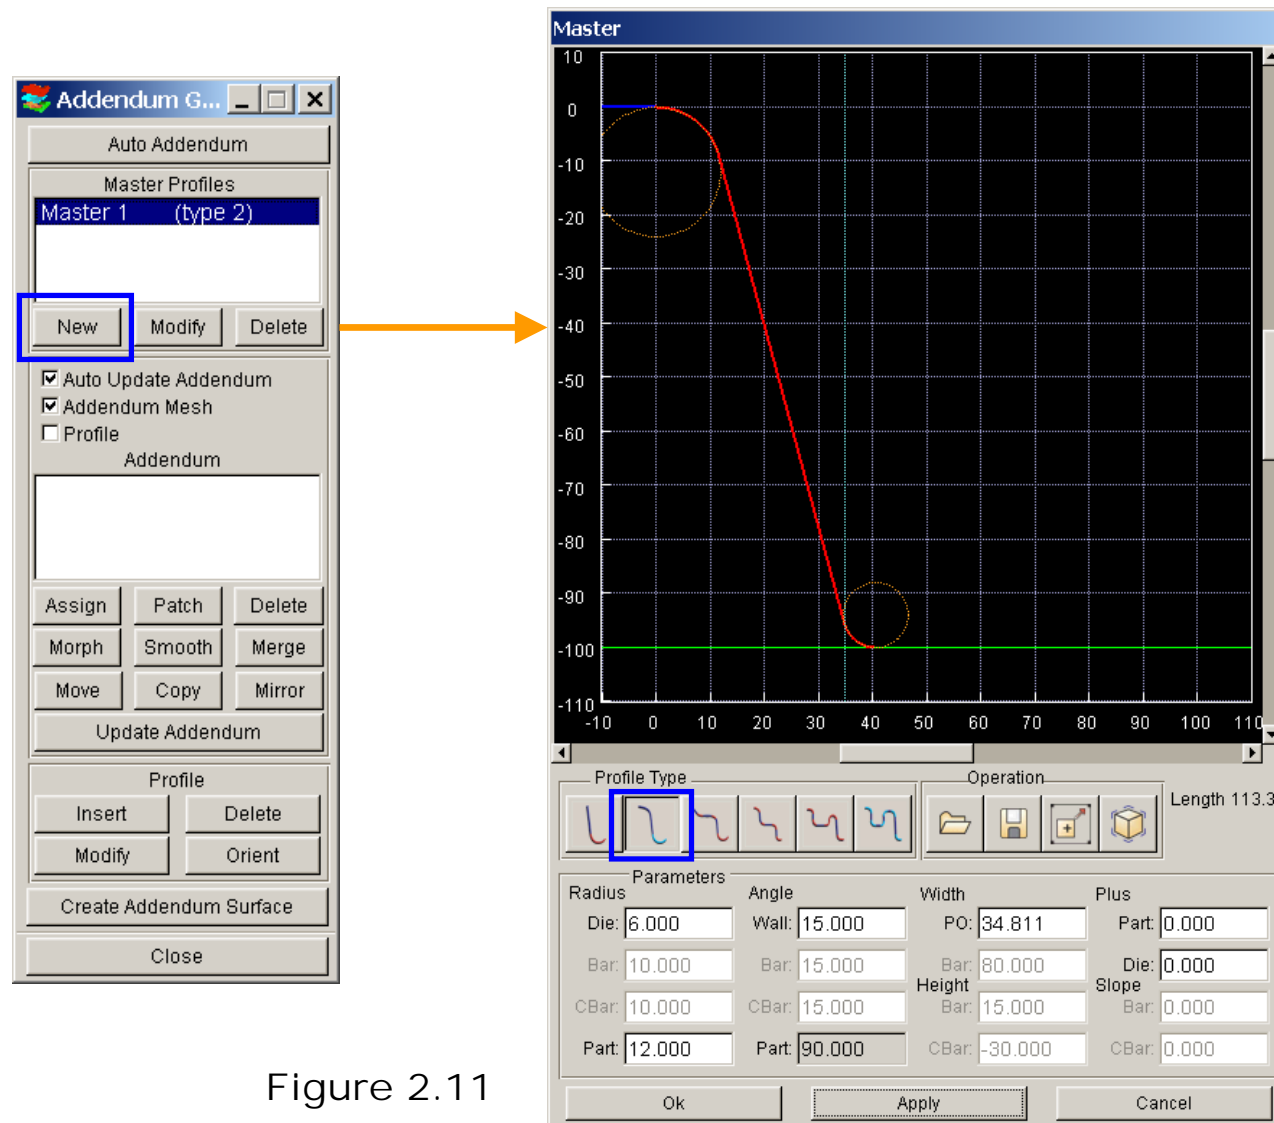 Addendum G...
Auto Addendum
Master Profiles
Master 1 (type 2)
New Modify Delete
Auto Update Addendum
Addendum Mesh
Profile
Addendum
Assign Patch Delete
Morph Smooth Merge
Move Copy Mirror
Update Addendum
Profile
Insert Delete
Modify Orient
Create Addendum Surface
Close
Figure 2.11
Master
10
0
-10
-20
-30
-40
-50
-60
-70
-80
-90
-100
-110
-10 0 10 20 30 40 50 60 70 80 90 100 110
Profile Type Operation
Length 113.3
Parameters
Radius Angle Width Plus
Die: 6.000 Wall: 15.000 PO: 34.811 Part: 0.000
Bar: 10.000 Bar: 15.000 Bar: 80.000 Die: 0.000
Height Slope
CBar: 10.000 CBar: 15.000 Bar: 15.000 Bar: 0.000
Part: 12.000 Part: 90.000 CBar: -30.000 CBar: 0.000
Ok Apply Cancel